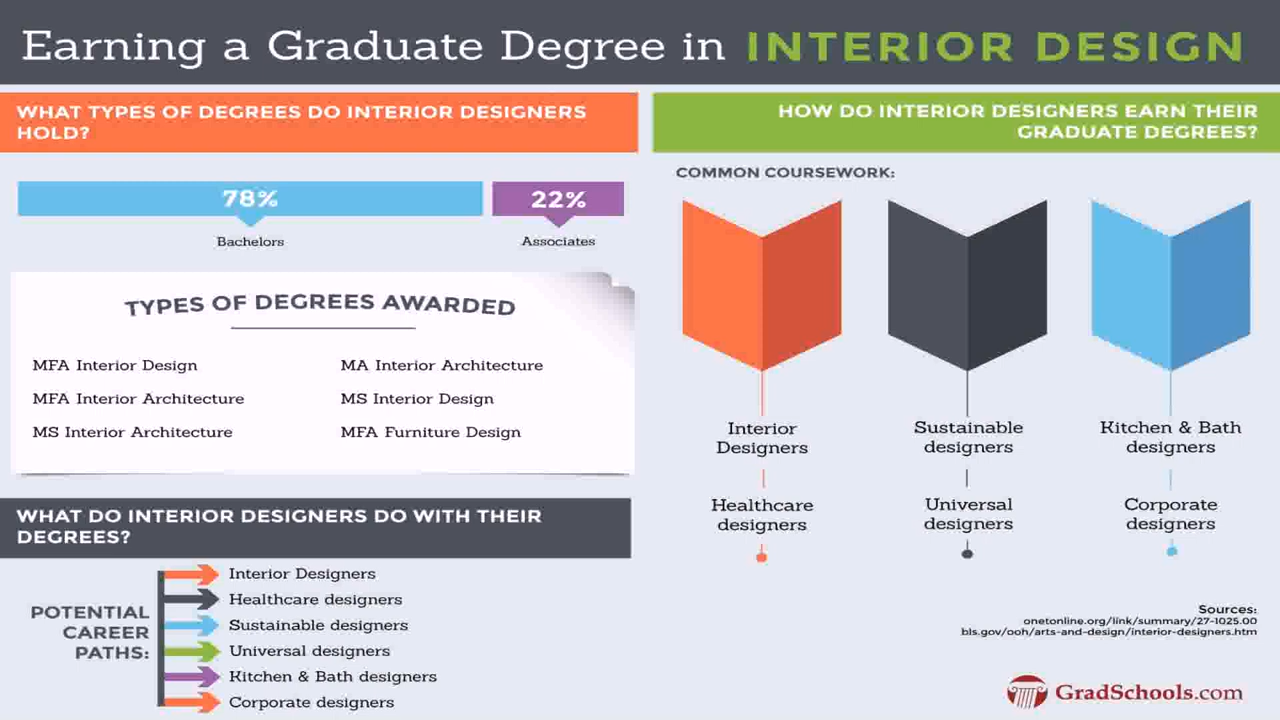 Earning a Graduate Degree in INTERIOR DESIGN
WHAT TYPES OF DEGREES DO INTERIOR DESIGNERS
HOLD?
78%
22%
Bachelors
Associates
TYPES OF DEGREES AWARDED
MFA Interior Design
MA Interior Architecture
MFA Interior Architecture
MS Interior Design
MS Interior Architecture
MFA Furniture Design
WHAT DO INTERIOR DESIGNERS DO WITH THEIR
DEGREES?
POTENTIAL
CAREER
PATHS:
Interior Designers
Healthcare designers
Sustainable designers
Universal designers
Kitchen & Bath designers
Corporate designers
HOW DO INTERIOR DESIGNERS EARN THEIR
GRADUATE DEGREES?
COMMON COURSEWORK:
Interior
Designers
Sustainable
designers
Kitchen & Bath
designers
Healthcare
designers
Universal
designers
Corporate
designers
Sources:
onetonline.org/link/summary/27-1025.00
bls.gov/ooh/arts-and-design/interior-designers.htm
GradSchools.com